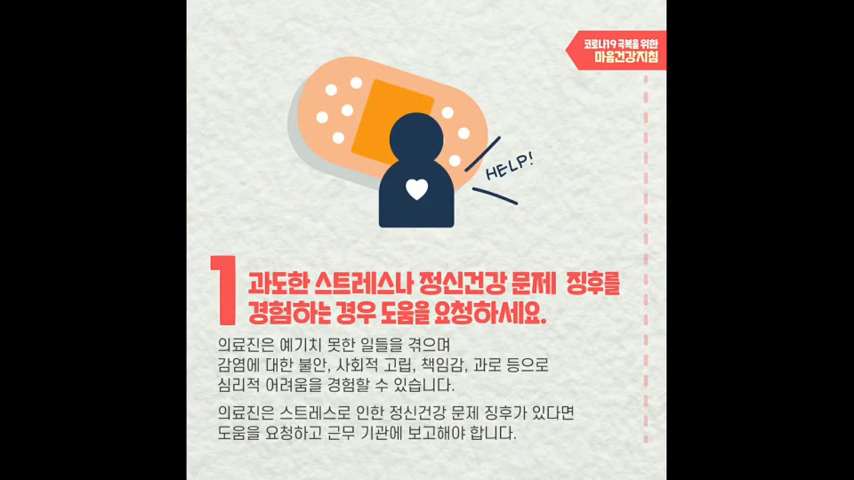 코로나19 극복을 위한
마음건강지침
HELP!
1 과도한 스트레스나 정신건강 문제 징후를
경험하는 경우 도움을 요청하세요.
의료진은 예기치 못한 일들을 겪으며
감염에 대한 불안, 사회적 고립, 책임감, 과로 등으로
심리적 어려움을 경험할 수 있습니다.
의료진은 스트레스로 인한 정신건강 문제 징후가 있다면
도움을 요청하고 근무 기관에 보고해야 합니다.